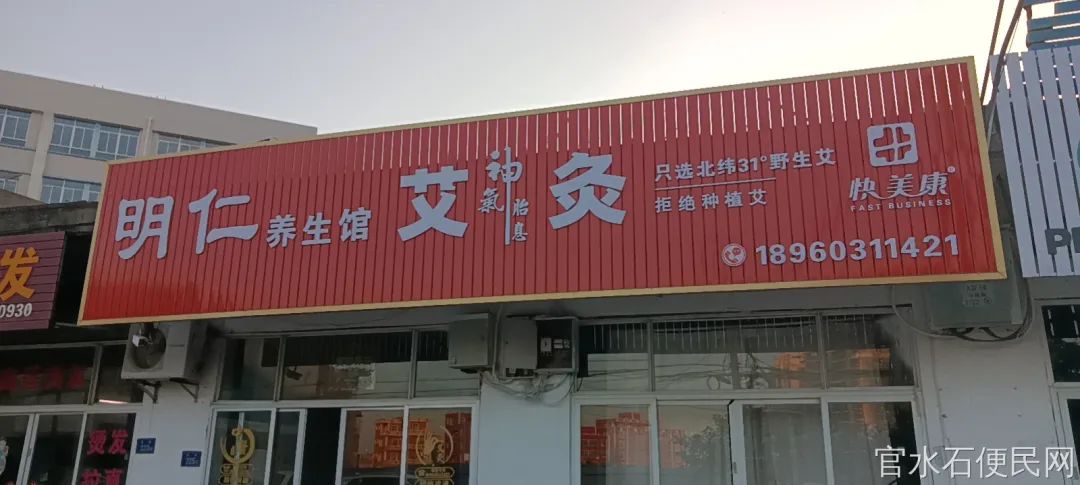 明仁养生馆
艾灸
神氣
胎息
只选北纬31°野生艾
拒绝种植艾
快美康®
FAST BUSINESS
18960311421
发
0930
烫发
官水石便民网